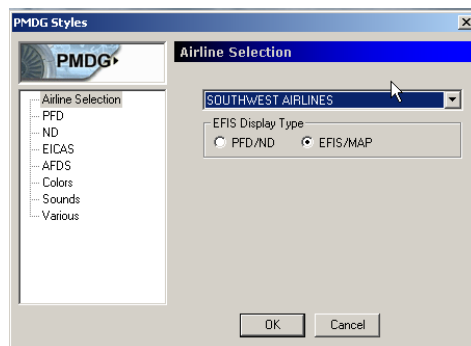 PMDG Styles
PMDG
Airline Selection
Airline Selection
PFD
ND
EICAS
AFDS
Colors
Sounds
Various
SOUTHWEST AIRLINES
EFIS Display Type
PFD/ND EFIS/MAP
OK Cancel